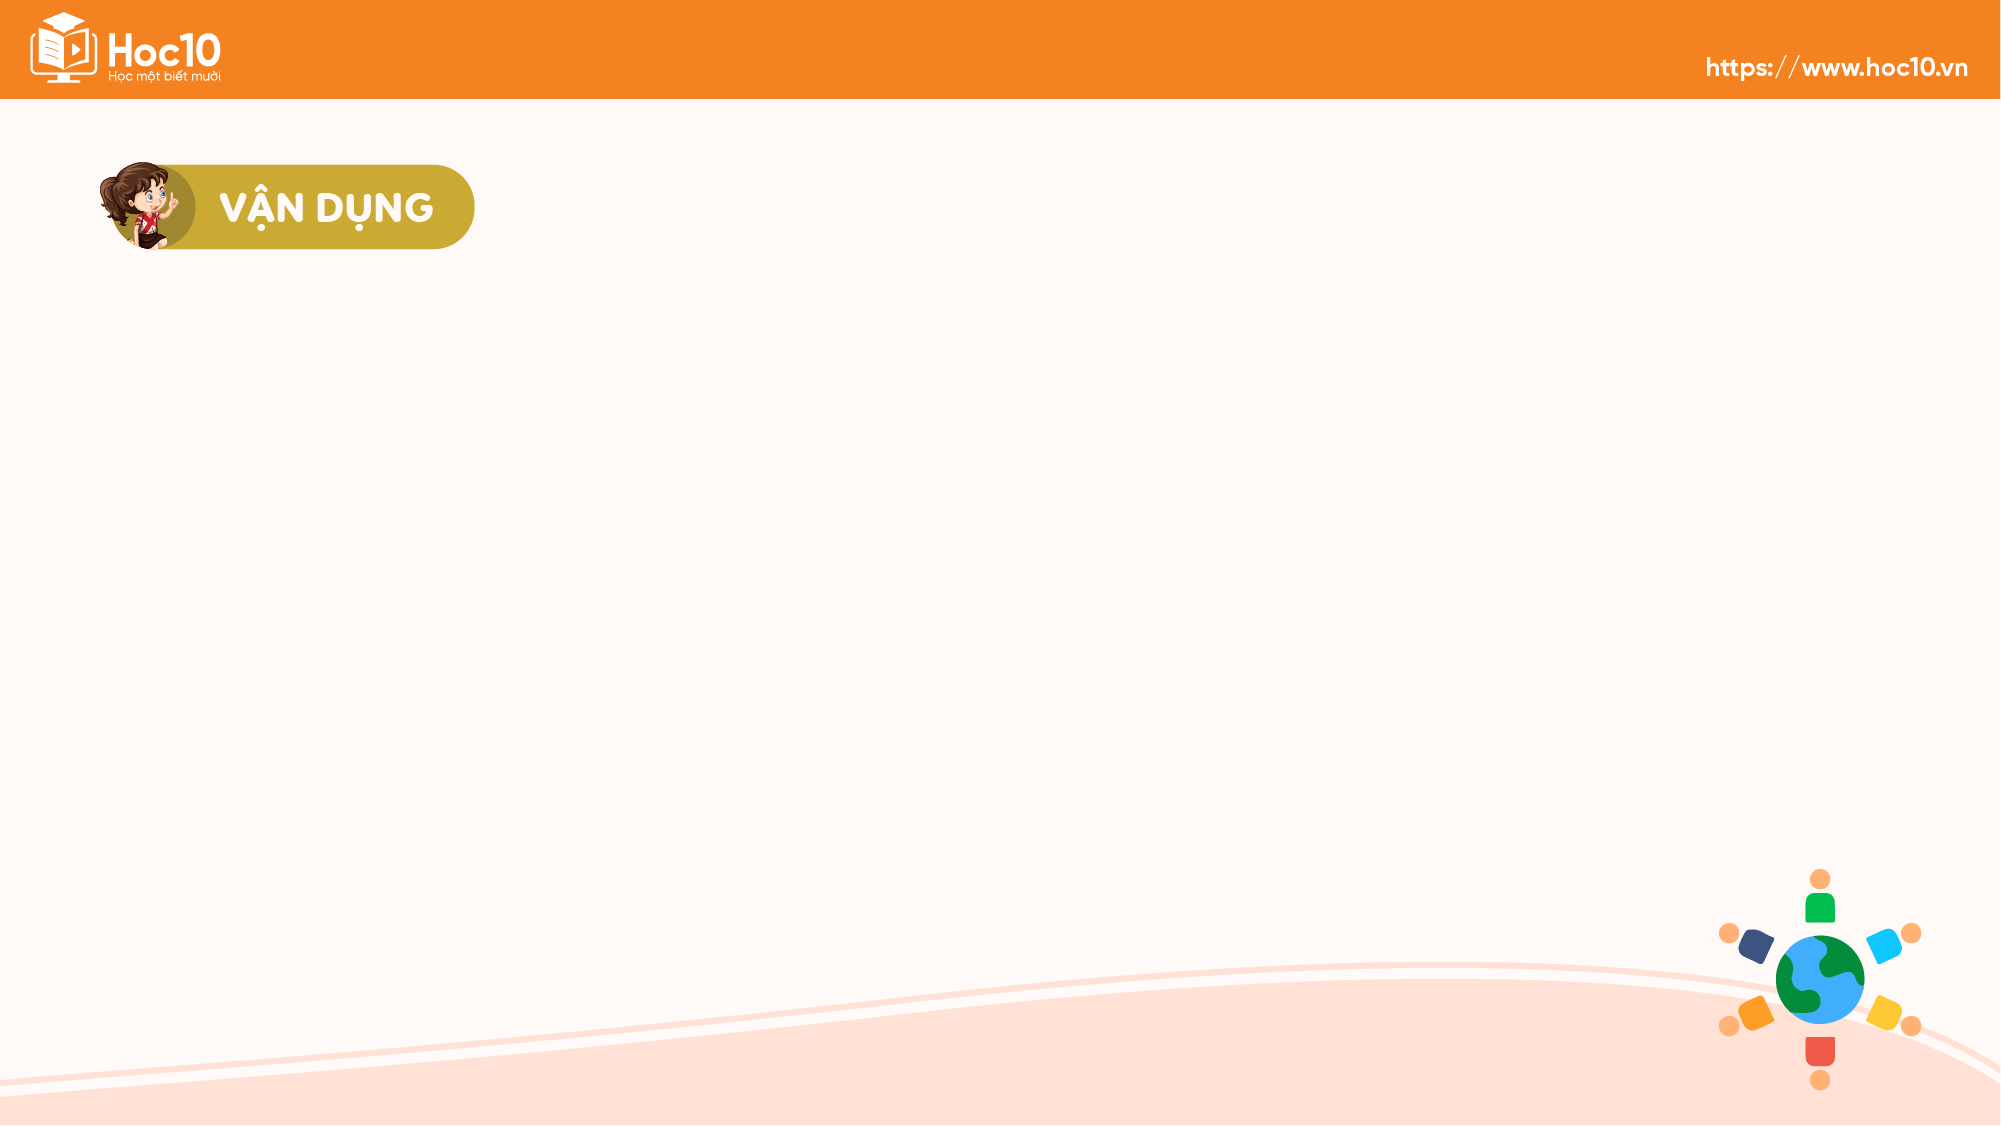 Hoc10
Học một biết mười
https://www.hoc10.vn
VẬN DỤNG